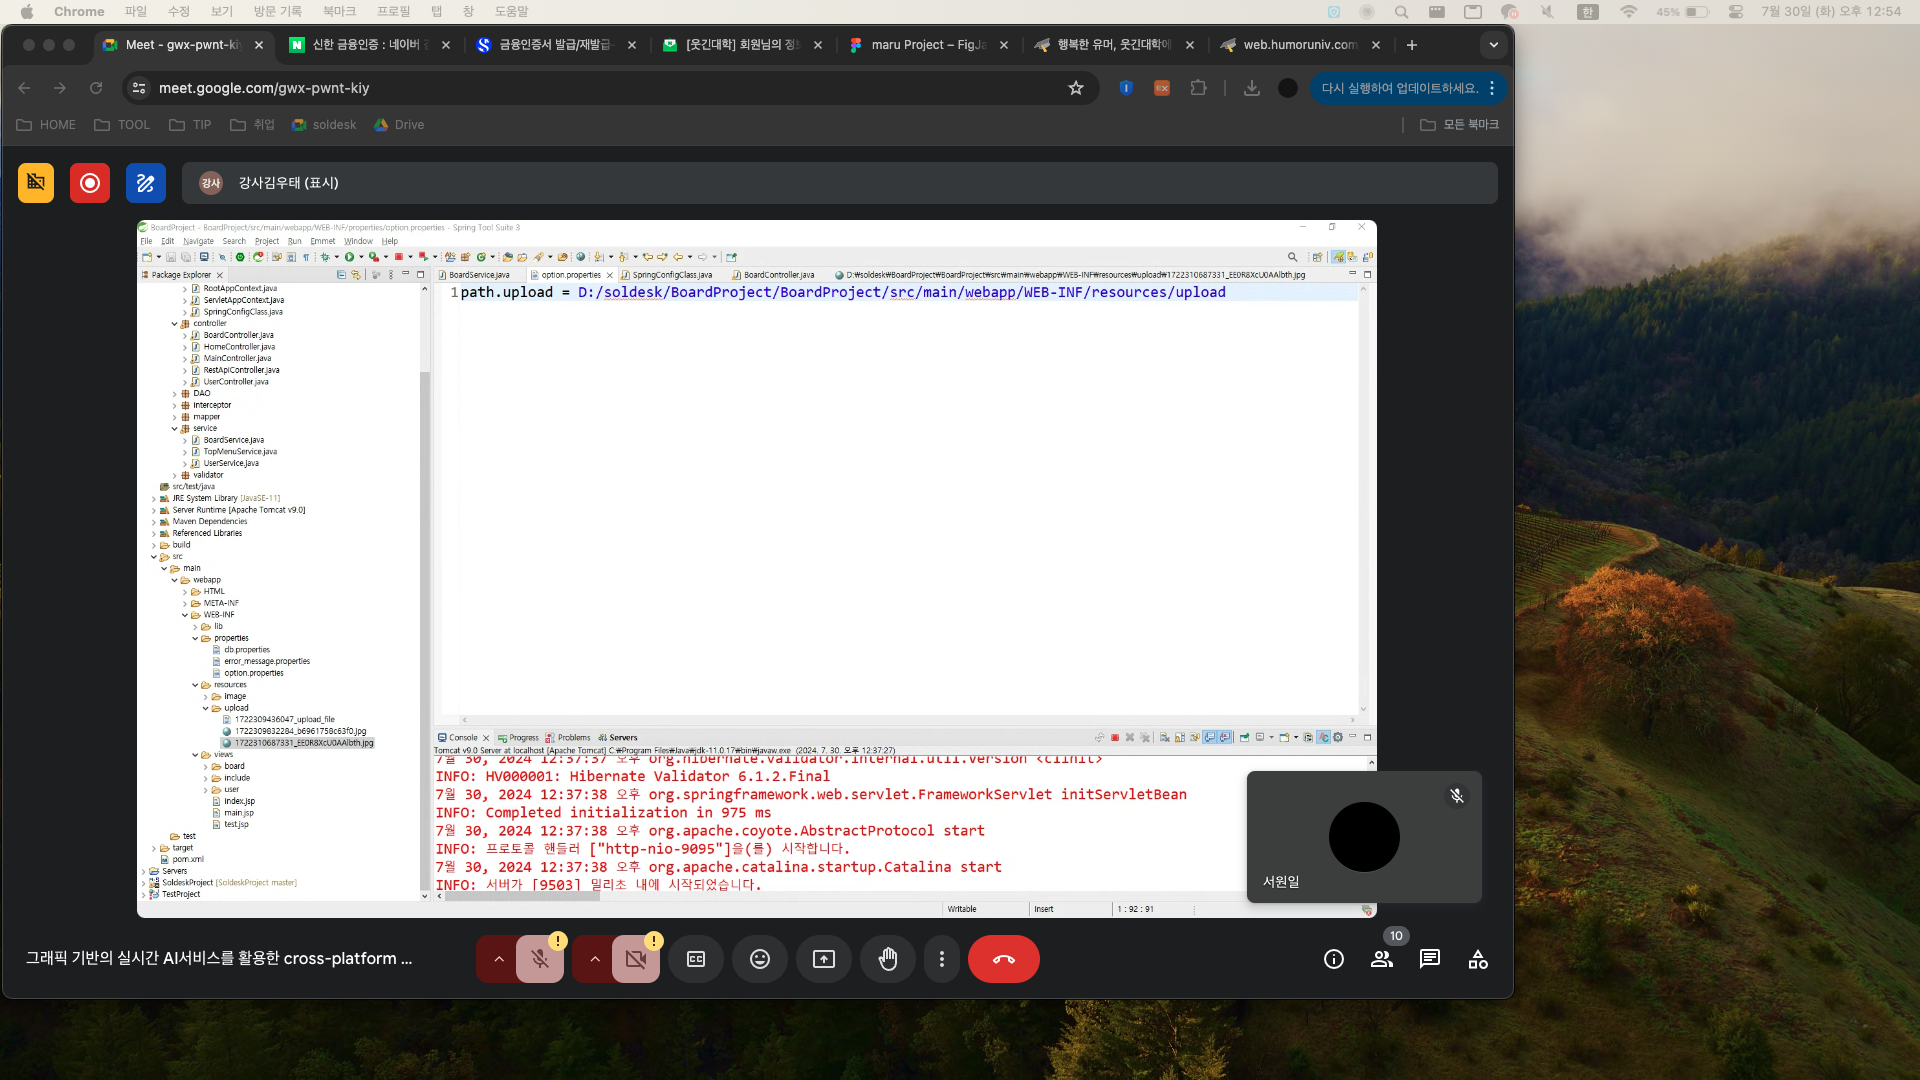 Chrome 파일 수정 보기 방문 기록 북마크 프로필 탭 창 도움말
한 45% 7월 30일 (화) 오후 12:54
Meet - gwx-pwnt-kiy
신한 금융인증 : 네이버
금융인증서 발급/재발급
[웃긴대학] 회원님의 정보
maru Project – FigJa
행복한 유머, 웃긴대학에
web.humoruniv.com
meet.google.com/gwx-pwnt-kiy
다시 실행하여 업데이트하세요.
HOME TOOL TIP 취업 soldesk Drive
모든 북마크
강사 강사김우태 (표시)
BoardProject - BoardProject/src/main/webapp/WEB-INF/properties/option.properties - Spring Tool Suite 3
File Edit Navigate Search Project Run Emmet Window Help
Package Explorer
BoardService.java option.properties SpringConfigClass.java BoardController.java D:₩soldesk₩BoardProject₩BoardProject₩src₩main₩webapp₩WEB-INF₩resources₩upload₩1722310687331_EE0R8XcU0AAlbth.jpg
1 path.upload = D:/soldesk/BoardProject/BoardProject/src/main/webapp/WEB-INF/resources/upload
RootAppContext.java
ServletAppContext.java
SpringConfigClass.java
controller
BoardController.java
HomeController.java
MainController.java
RestApiController.java
UserController.java
DAO
interceptor
mapper
service
BoardService.java
TopMenuService.java
UserService.java
validator
src/test/java
JRE System Library [JavaSE-11]
Server Runtime [Apache Tomcat v9.0]
Maven Dependencies
Referenced Libraries
build
src
main
webapp
HTML
META-INF
WEB-INF
lib
properties
db.properties
error_message.properties
option.properties
resources
image
upload
1722309436047_upload_file
1722309832284_b6961758c63f0.jpg
1722310687331_EE0R8XcU0AAlbth.jpg
views
board
include
user
index.jsp
main.jsp
test.jsp
test
target
pom.xml
Servers
SoldeskProject [SoldeskProject master]
TestProject
Console Progress Problems Servers
Tomcat v9.0 Server at localhost [Apache Tomcat] C:₩Program Files₩Java₩jdk-11.0.17₩bin₩javaw.exe (2024. 7. 30. 오후 12:37:27)
7월 30, 2024 12:37:37 오후 org.hibernate.validator.internal.util.Version <clinit>
INFO: HV000001: Hibernate Validator 6.1.2.Final
7월 30, 2024 12:37:38 오후 org.springframework.web.servlet.FrameworkServlet initServletBean
INFO: Completed initialization in 975 ms
7월 30, 2024 12:37:38 오후 org.apache.coyote.AbstractProtocol start
INFO: 프로토콜 핸들러 ["http-nio-9095"]을(를) 시작합니다.
7월 30, 2024 12:37:38 오후 org.apache.catalina.startup.Catalina start
INFO: 서버가 [9503] 밀리초 내에 시작되었습니다.
Writable Insert 1 : 92 : 91
서원일
그래픽 기반의 실시간 AI서비스를 활용한 cross-platform ...
10